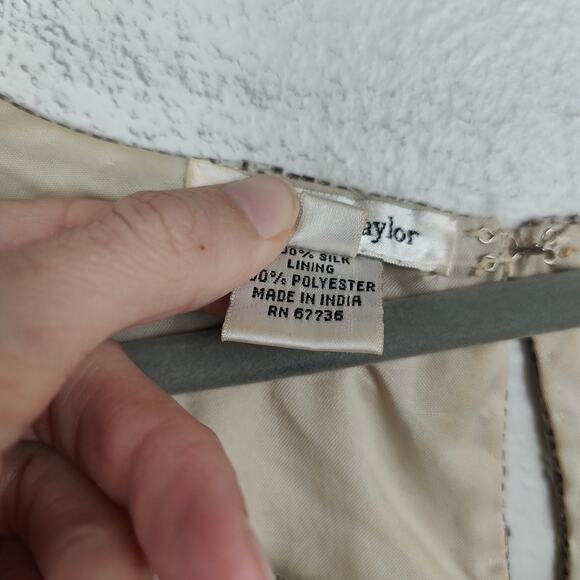 aylor
00% SILK
LINING
00% POLYESTER
MADE IN INDIA
RN 67736